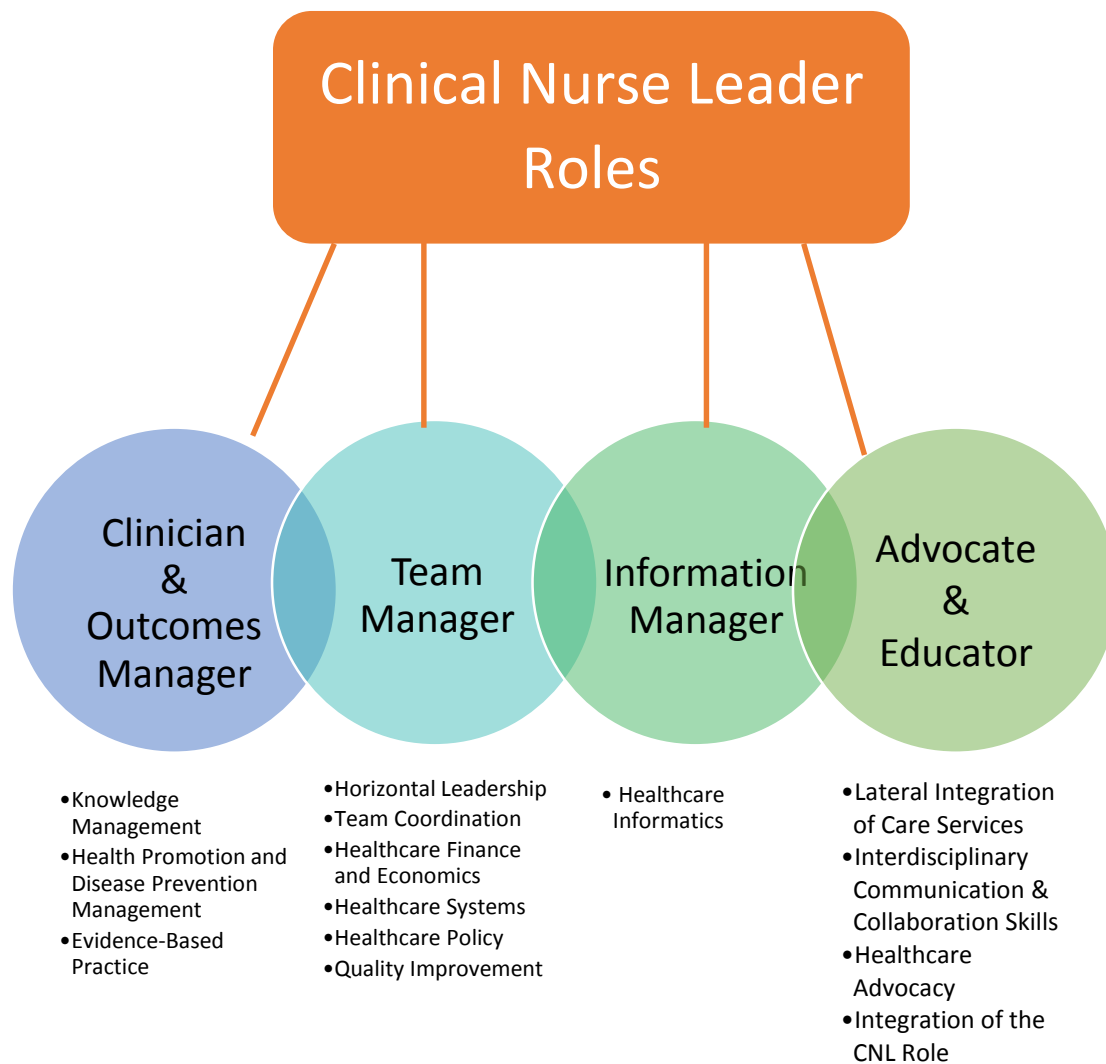 Clinical Nurse Leader
Roles
Clinician
&
Outcomes
Manager
Team
Manager
Information
Manager
Advocate
&
Educator
•Knowledge
Management
•Health Promotion and
Disease Prevention
Management
•Evidence-Based
Practice
•Horizontal Leadership
•Team Coordination
•Healthcare Finance
and Economics
•Healthcare Systems
•Healthcare Policy
•Quality Improvement
• Healthcare
Informatics
•Lateral Integration
of Care Services
•Interdisciplinary
Communication &
Collaboration Skills
•Healthcare
Advocacy
•Integration of the
CNL Role